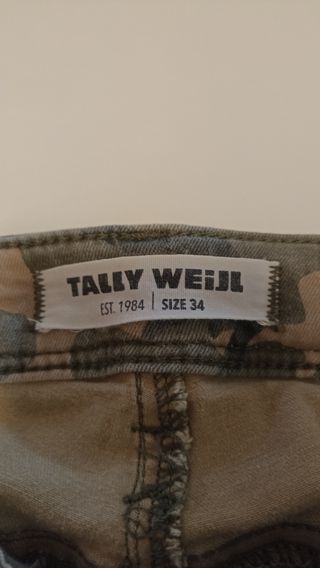 TALLY WEiJL
EST. 1984 | SIZE 34